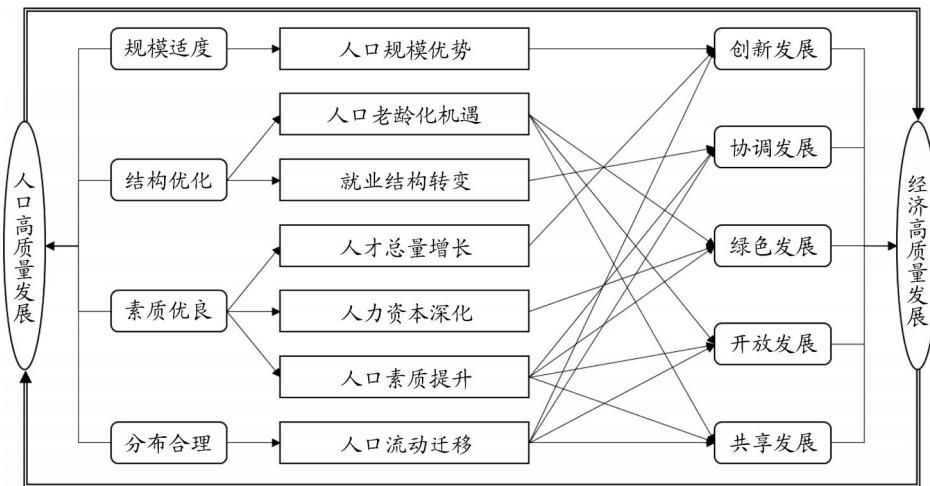 人口高质量发展
规模适度
结构优化
素质优良
分布合理
人口规模优势
人口老龄化机遇
就业结构转变
人才总量增长
人力资本深化
人口素质提升
人口流动迁移
创新发展
协调发展
绿色发展
开放发展
共享发展
经济高质量发展